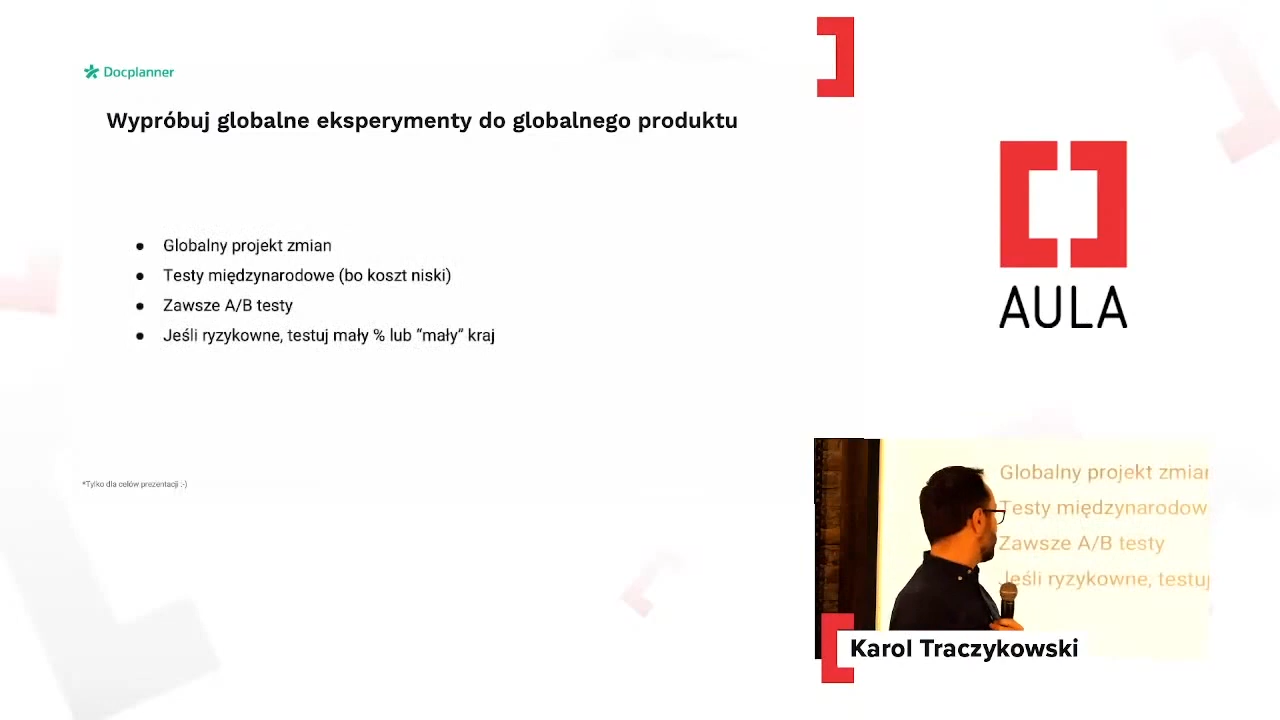 Docplanner
Wypróbuj globalne eksperymenty do globalnego produktu
● Globalny projekt zmian
● Testy międzynarodowe (bo koszt niski)
● Zawsze A/B testy
● Jeśli ryzykowne, testuj mały % lub “mały” kraj
*Tylko dla celów prezentacji :-)
AULA
Globalny projekt zmian
Testy międzynarodow
Zawsze A/B testy
Jeśli ryzykowne, testuj
Karol Traczykowski